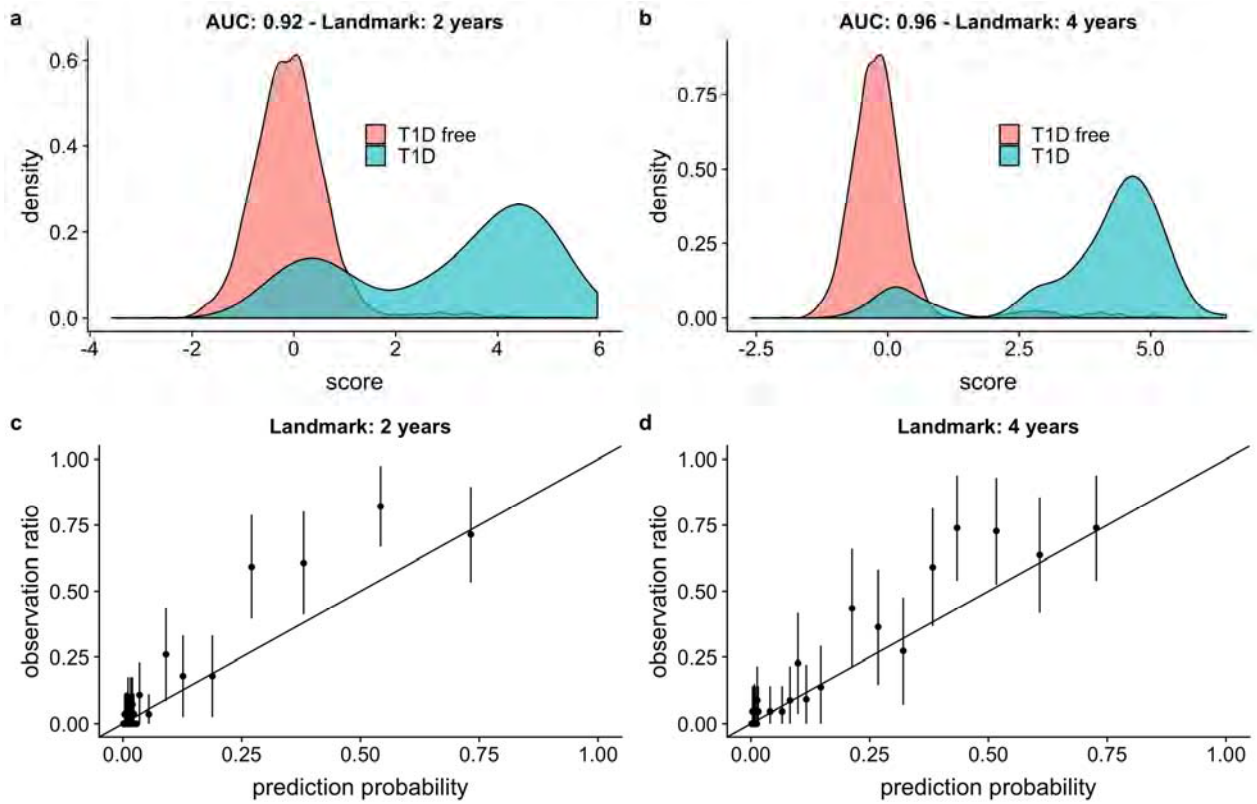 a
AUC: 0.92 - Landmark: 2 years
0.6
0.4
0.2
0.0
density
T1D free
T1D
-4
-2
0
2
4
6
score
b
AUC: 0.96 - Landmark: 4 years
0.75
0.50
0.25
0.00
density
T1D free
T1D
-2.5
0.0
2.5
5.0
score
c
Landmark: 2 years
1.00
0.75
0.50
0.25
0.00
observation ratio
0.00
0.25
0.50
0.75
1.00
prediction probability
d
Landmark: 4 years
1.00
0.75
0.50
0.25
0.00
observation ratio
0.00
0.25
0.50
0.75
1.00
prediction probability